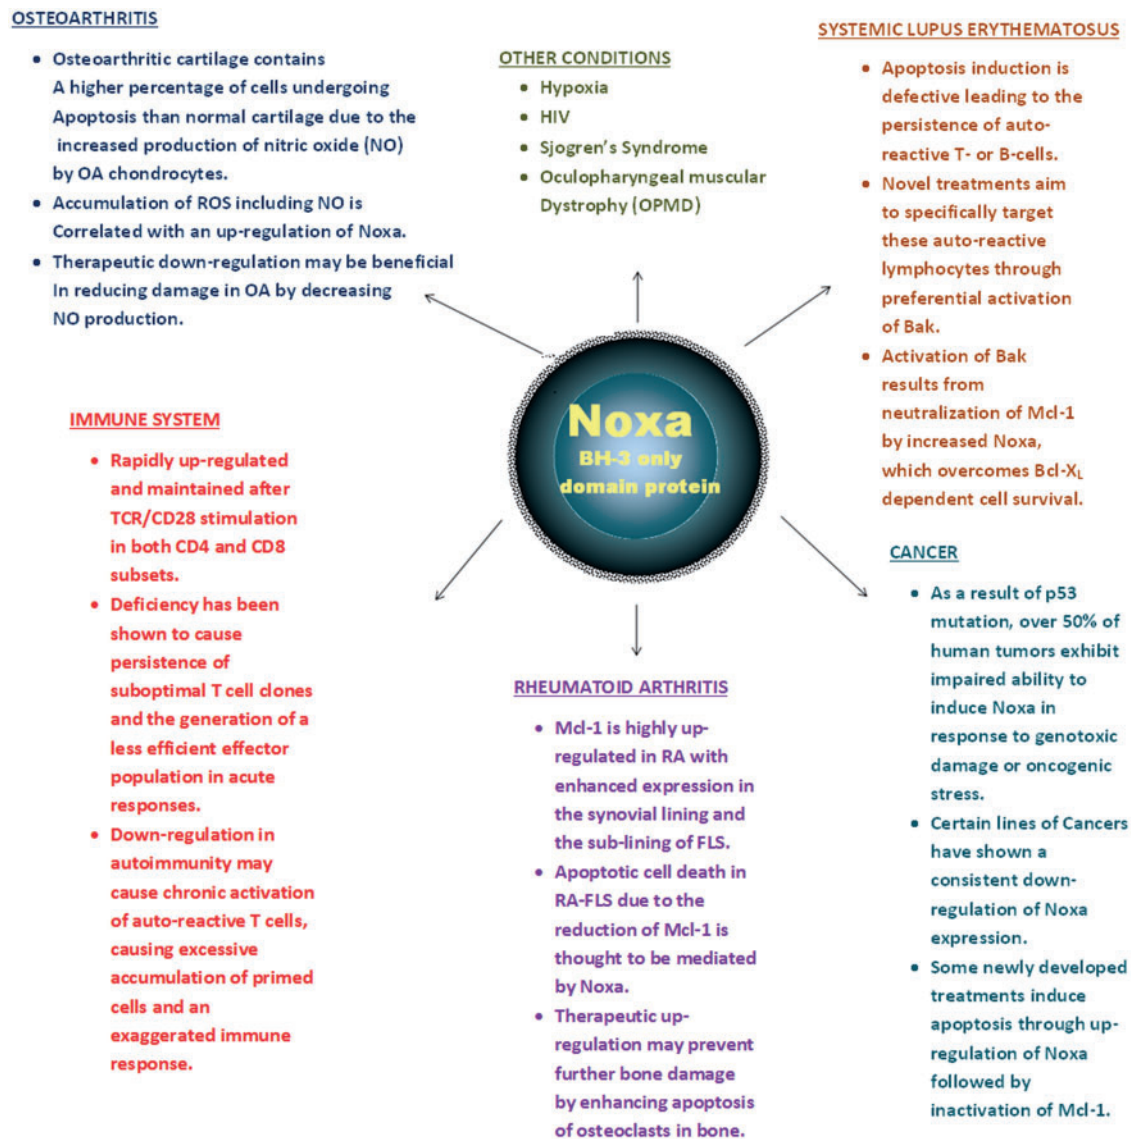 OSTEOARTHRITIS
• Osteoarthritic cartilage contains
A higher percentage of cells undergoing
Apoptosis than normal cartilage due to the
increased production of nitric oxide (NO)
by OA chondrocytes.
• Accumulation of ROS including NO is
Correlated with an up-regulation of Noxa.
• Therapeutic down-regulation may be beneficial
In reducing damage in OA by decreasing
NO production.
OTHER CONDITIONS
• Hypoxia
• HIV
• Sjogren's Syndrome
• Oculopharyngeal muscular
Dystrophy (OPMD)
SYSTEMIC LUPUS ERYTHEMATOSUS
• Apoptosis induction is
defective leading to the
persistence of auto-
reactive T- or B-cells.
• Novel treatments aim
to specifically target
these auto-reactive
lymphocytes through
preferential activation
of Bak.
• Activation of Bak
results from
neutralization of Mcl-1
by increased Noxa,
which overcomes Bcl-XL
dependent cell survival.
Noxa
BH-3 only
domain protein
IMMUNE SYSTEM
• Rapidly up-regulated
and maintained after
TCR/CD28 stimulation
in both CD4 and CD8
subsets.
• Deficiency has been
shown to cause
persistence of
suboptimal T cell clones
and the generation of a
less efficient effector
population in acute
responses.
• Down-regulation in
autoimmunity may
cause chronic activation
of auto-reactive T cells,
causing excessive
accumulation of primed
cells and an
exaggerated immune
response.
RHEUMATOID ARTHRITIS
• Mcl-1 is highly up-
regulated in RA with
enhanced expression in
the synovial lining and
the sub-lining of FLS.
• Apoptotic cell death in
RA-FLS due to the
reduction of Mcl-1 is
thought to be mediated
by Noxa.
• Therapeutic up-
regulation may prevent
further bone damage
by enhancing apoptosis
of osteoclasts in bone.
CANCER
• As a result of p53
mutation, over 50% of
human tumors exhibit
impaired ability to
induce Noxa in
response to genotoxic
damage or oncogenic
stress.
• Certain lines of Cancers
have shown a
consistent down-
regulation of Noxa
expression.
• Some newly developed
treatments induce
apoptosis through up-
regulation of Noxa
followed by
inactivation of Mcl-1.